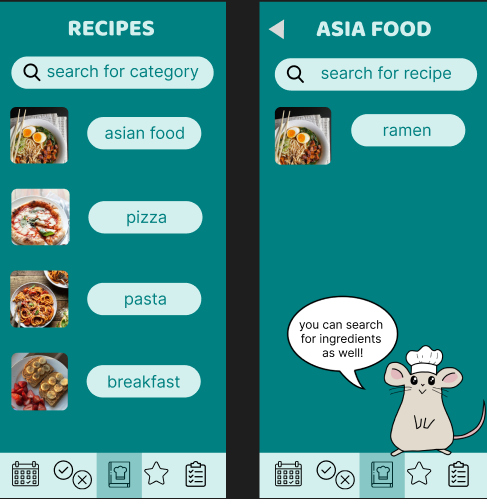 RECIPES
search for category
asian food
pizza
pasta
breakfast
ASIA FOOD
search for recipe
ramen
you can search
for ingredients
as well!